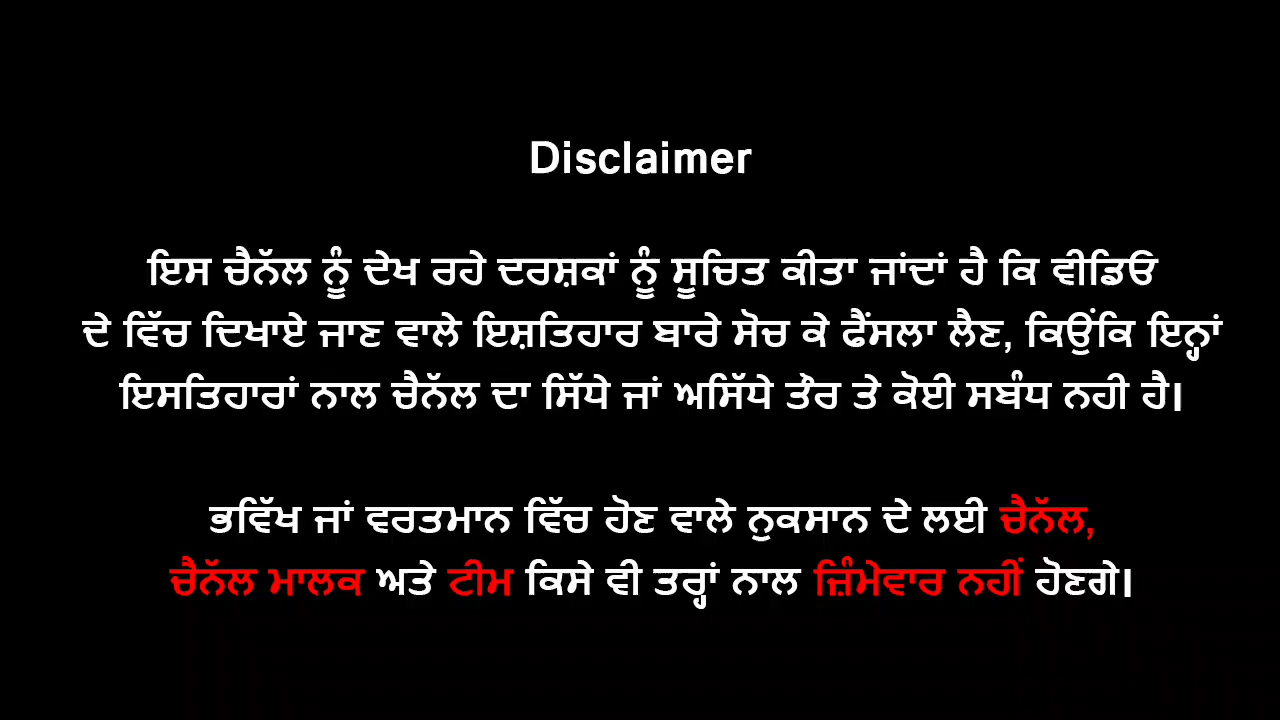 Disclaimer
ਇਸ ਚੈਨੱਲ ਨੂੰ ਦੇਖ ਰਹੇ ਦਰਸ਼ਕਾਂ ਨੂੰ ਸੂਚਿਤ ਕੀਤਾ ਜਾਂਦਾਂ ਹੈ ਕਿ ਵੀਡਿਓ
ਦੇ ਵਿੱਚ ਦਿਖਾਏ ਜਾਣ ਵਾਲੇ ਇਸ਼ਤਿਹਾਰ ਬਾਰੇ ਸੋਚ ਕੇ ਫੈਂਸਲਾ ਲੈਣ, ਕਿਉਂਕਿ ਇਨ੍ਹਾਂ
ਇਸਤਿਹਾਰਾਂ ਨਾਲ ਚੈਨੱਲ ਦਾ ਸਿੱਧੇ ਜਾਂ ਅਸਿੱਧੇ ਤੌਰ ਤੇ ਕੋਈ ਸਬੰਧ ਨਹੀ ਹੈ।
ਭਵਿੱਖ ਜਾਂ ਵਰਤਮਾਨ ਵਿੱਚ ਹੋਣ ਵਾਲੇ ਨੁਕਸਾਨ ਦੇ ਲਈ ਚੈਨੱਲ,
ਚੈਨੱਲ ਮਾਲਕ ਅਤੇ ਟੀਮ ਕਿਸੇ ਵੀ ਤਰ੍ਹਾਂ ਨਾਲ ਜ਼ਿੰਮੇਵਾਰ ਨਹੀਂ ਹੋਣਗੇ।